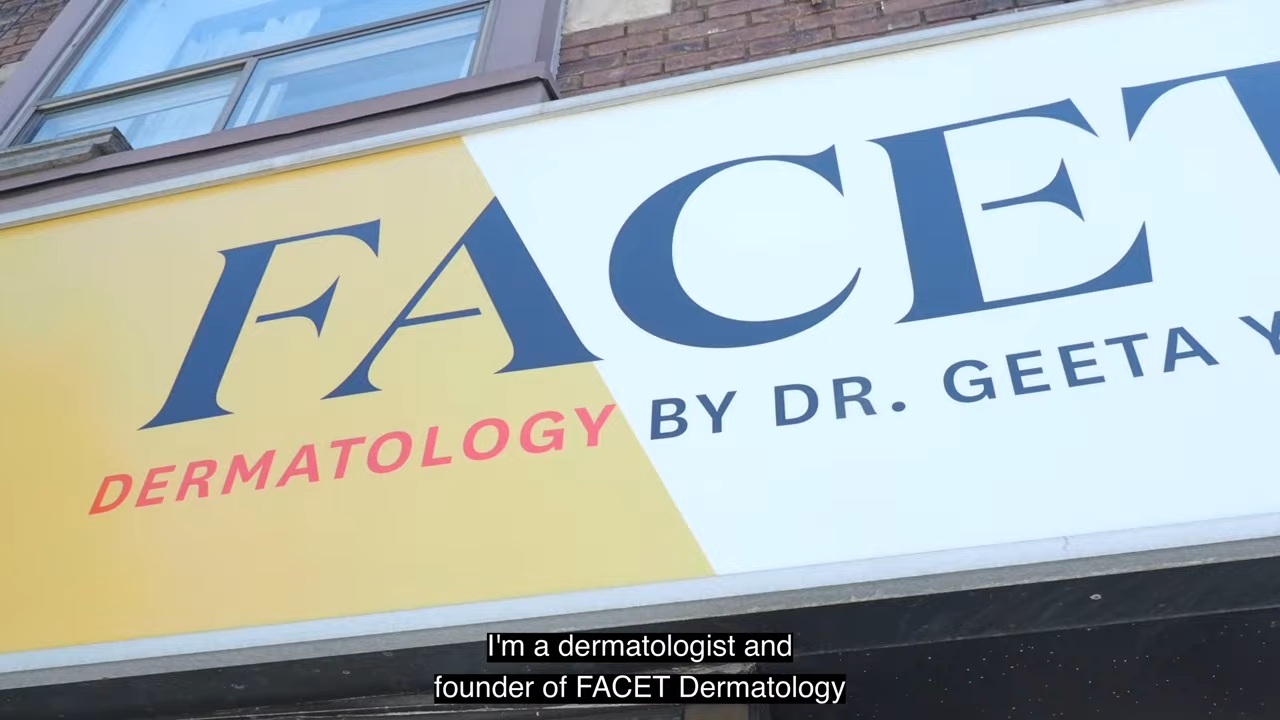 FACET
DERMATOLOGY BY DR. GEETA
I'm a dermatologist and
founder of FACET Dermatology